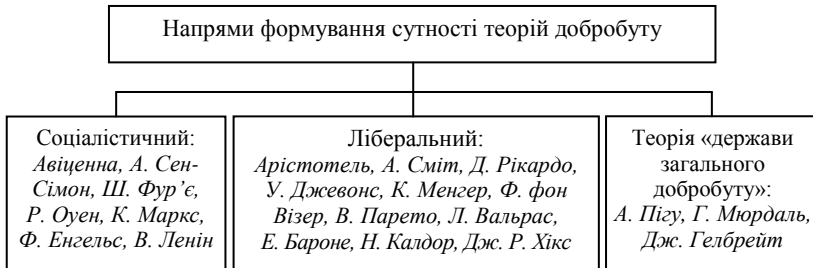 Напрями формування сутності теорій добробуту
Соціалістичний:
Авіценна, А. Сен-
Сімон, Ш. Фур’є,
Р. Оуен, К. Маркс,
Ф. Енгельс, В. Ленін
Ліберальний:
Арістотель, А. Сміт, Д. Рікардо,
У. Джевонс, К. Менгер, Ф. фон
Візер, В. Парето, Л. Вальрас,
Е. Бароне, Н. Калдор, Дж. Р. Хікс
Теорія «держави
загального
добробуту»:
А. Пігу, Г. Мюрдаль,
Дж. Гелбрейт